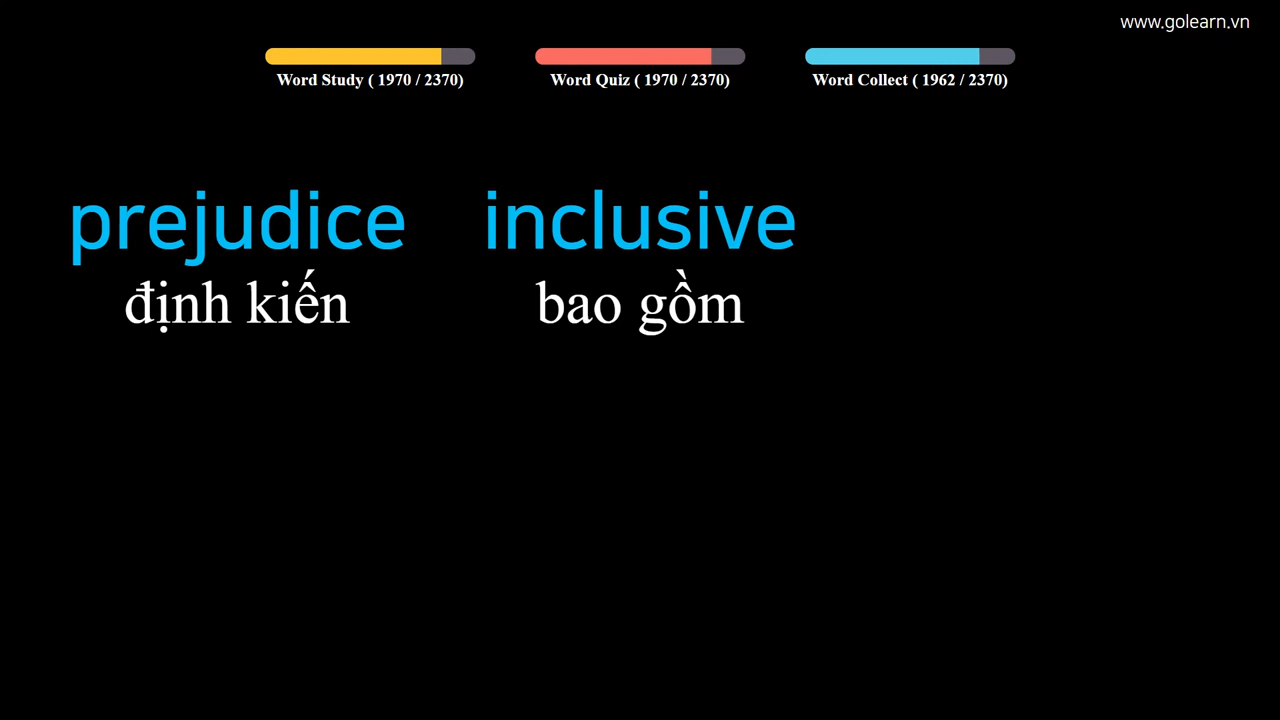 www.golearn.vn
Word Study ( 1970 / 2370)
Word Quiz ( 1970 / 2370)
Word Collect ( 1962 / 2370)
prejudice
định kiến
inclusive
bao gồm